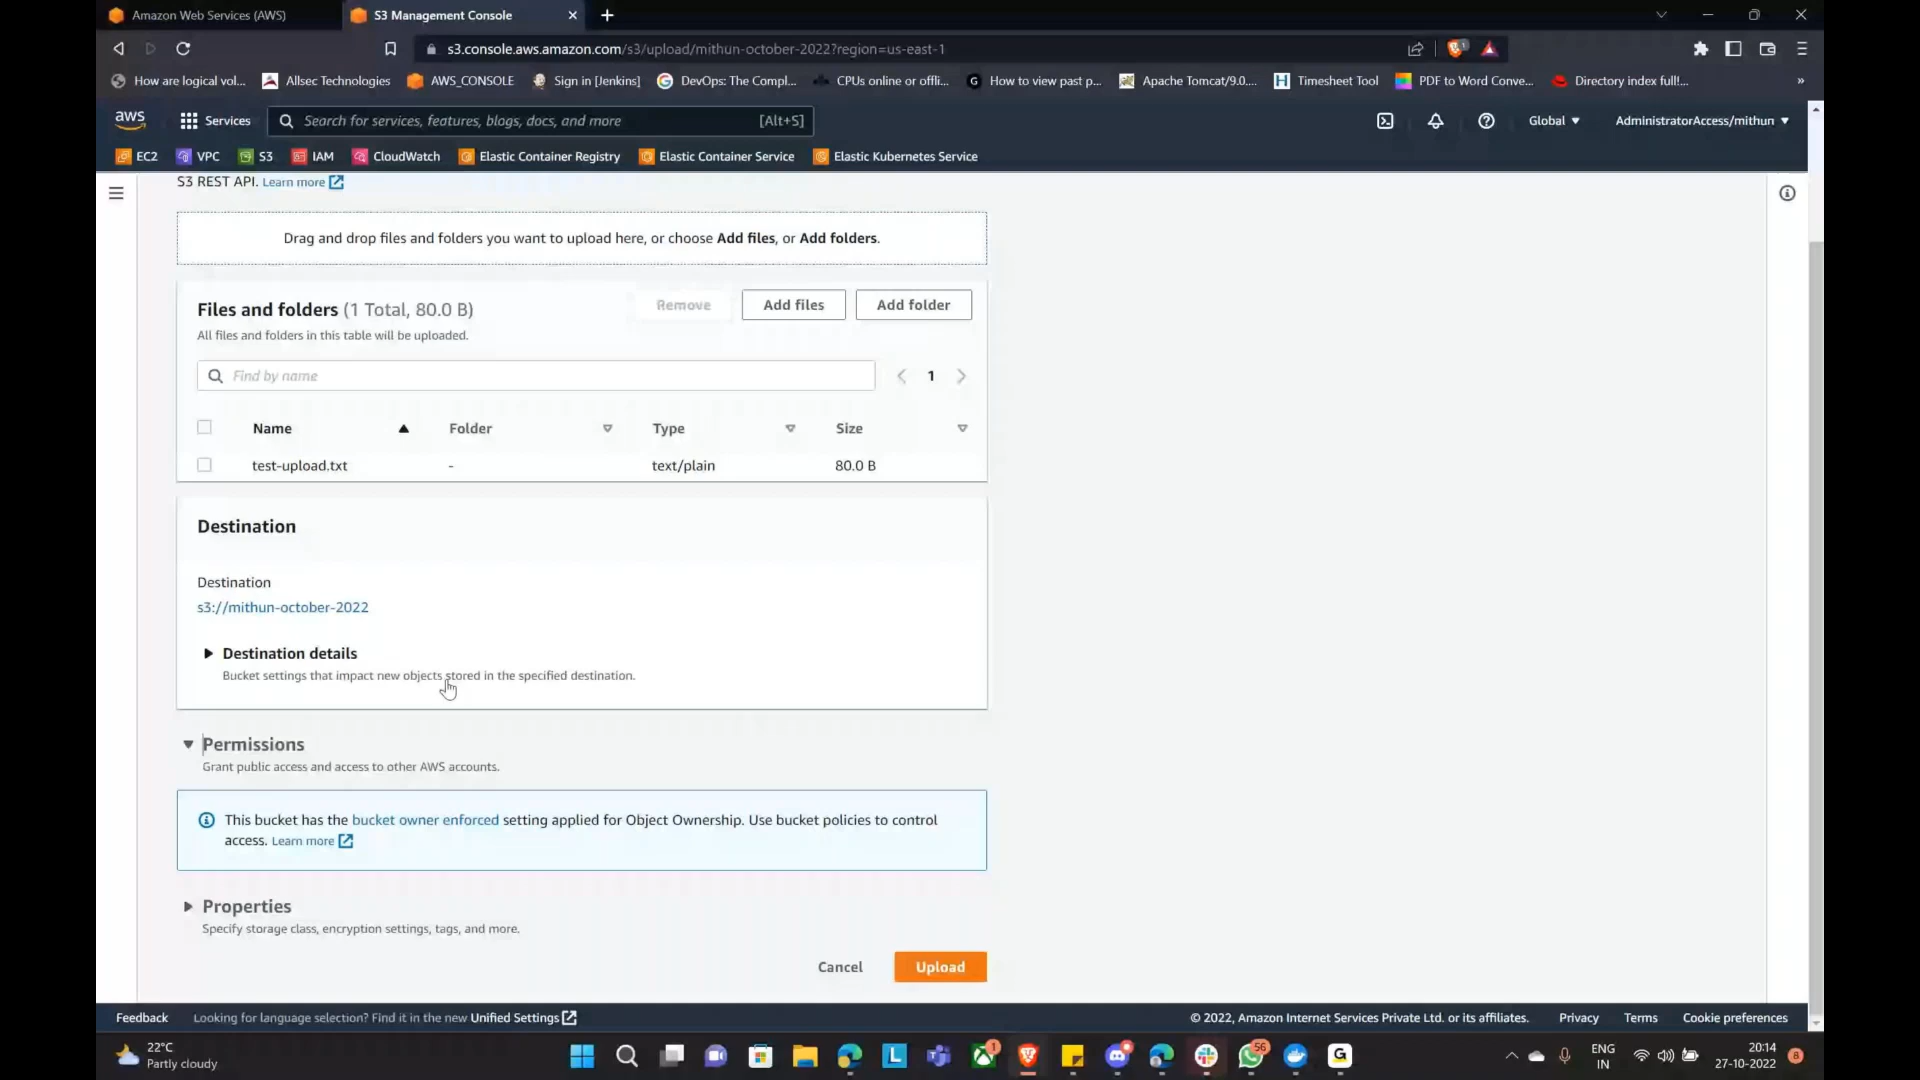 Amazon Web Services (AWS)
S3 Management Console
s3.console.aws.amazon.com/s3/upload/mithun-october-2022?region=us-east-1
1
How are logical vol...
Allsec Technologies
AWS_CONSOLE
Sign in [Jenkins]
DevOps: The Compl...
CPUs online or offli...
How to view past p...
Apache Tomcat/9.0....
Timesheet Tool
PDF to Word Conve...
Directory index full!...
»
aws
Services
Search for services, features, blogs, docs, and more
[Alt+S]
Global
AdministratorAccess/mithun
EC2
VPC
S3
IAM
CloudWatch
Elastic Container Registry
Elastic Container Service
Elastic Kubernetes Service
S3 REST API. Learn more
Drag and drop files and folders you want to upload here, or choose Add files, or Add folders.
Files and folders (1 Total, 80.0 B)
Remove
Add files
Add folder
All files and folders in this table will be uploaded.
Find by name
1
Name
Folder
Type
Size
test-upload.txt
-
text/plain
80.0 B
Destination
Destination
s3://mithun-october-2022
Destination details
Bucket settings that impact new objects stored in the specified destination.
Permissions
Grant public access and access to other AWS accounts.
This bucket has the bucket owner enforced setting applied for Object Ownership. Use bucket policies to control
access. Learn more
Properties
Specify storage class, encryption settings, tags, and more.
Cancel
Upload
Feedback
Looking for language selection? Find it in the new Unified Settings
© 2022, Amazon Internet Services Private Ltd. or its affiliates.
Privacy
Terms
Cookie preferences
22°C
Partly cloudy
L
1
56
G
ENG
IN
20:14
27-10-2022
8